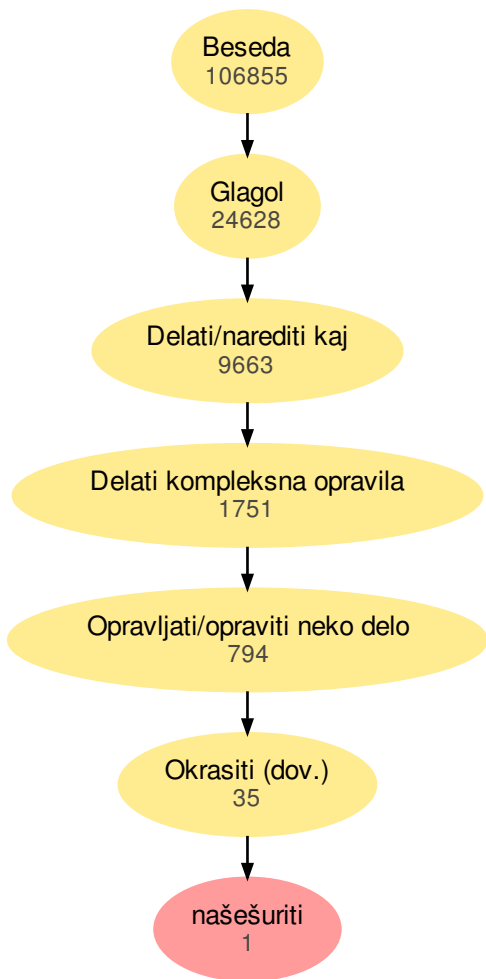 Beseda
106855
Glagol
24628
Delati/narediti kaj
9663
Delati kompleksna opravila
1751
Opravljati/opraviti neko delo
794
Okrasiti (dov.)
35
našešuriti
1